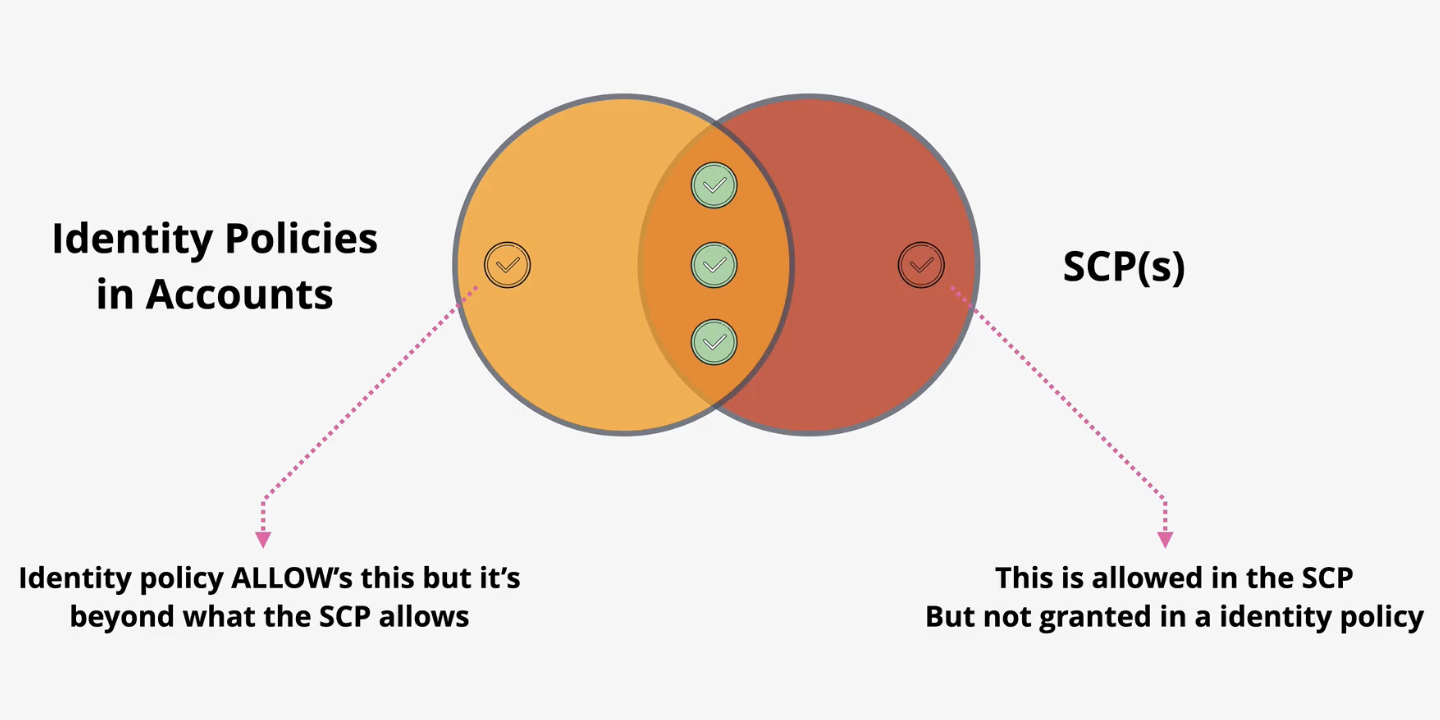 Identity Policies
in Accounts
SCP(s)
Identity policy ALLOW’s this but it’s
beyond what the SCP allows
This is allowed in the SCP
But not granted in a identity policy